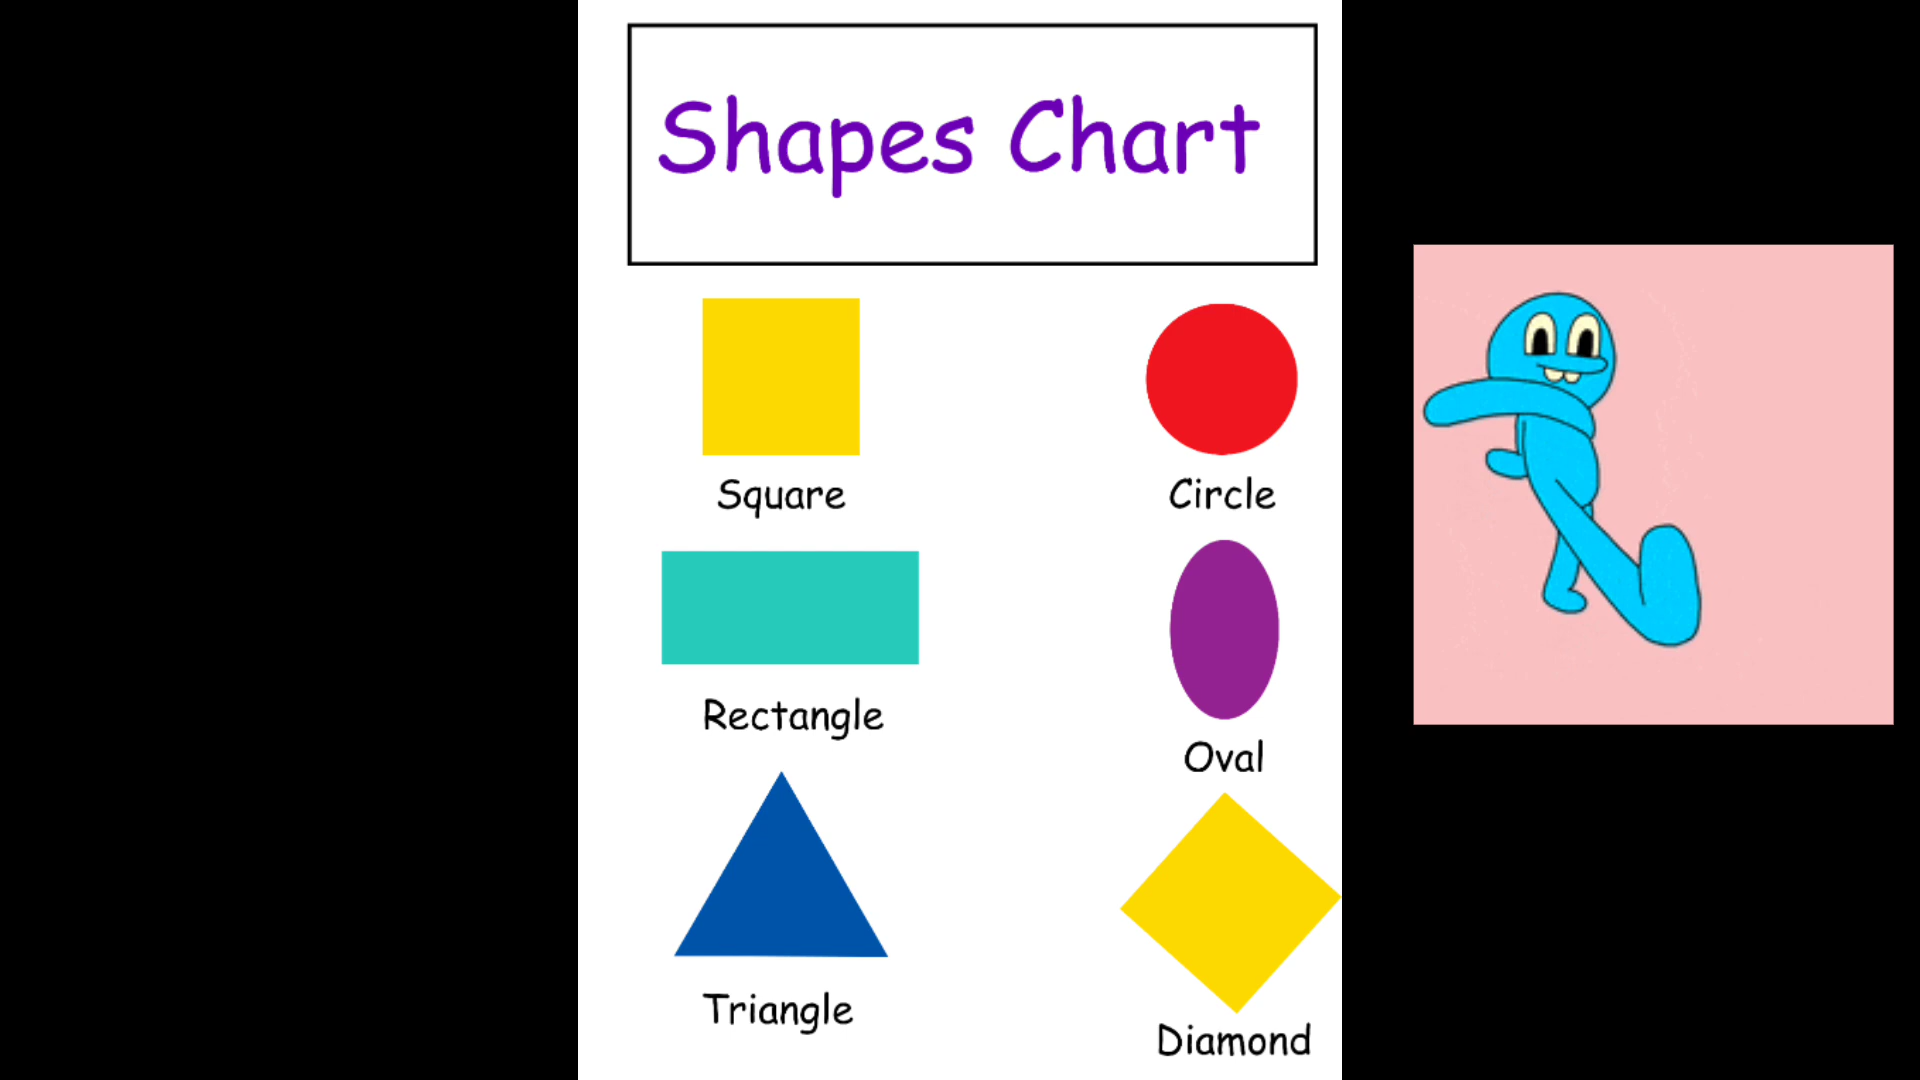 Shapes Chart
Square
Circle
Rectangle
Oval
Triangle
Diamond